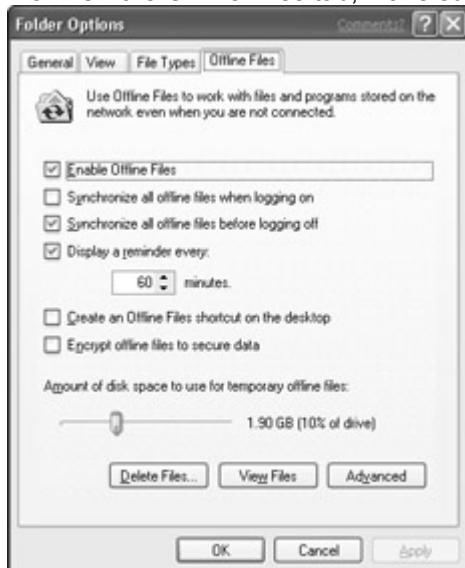 Folder Options
Comments? ?
General View File Types Offline Files
Use Offline Files to work with files and programs stored on the
network even when you are not connected.
Enable Offline Files
Synchronize all offline files when logging on
Synchronize all offline files before logging off
Display a reminder every:
60 minutes.
Create an Offline Files shortcut on the desktop
Encrypt offline files to secure data
Amount of disk space to use for temporary offline files:
1.90 GB (10% of drive)
Delete Files... View Files Advanced
OK Cancel Apply